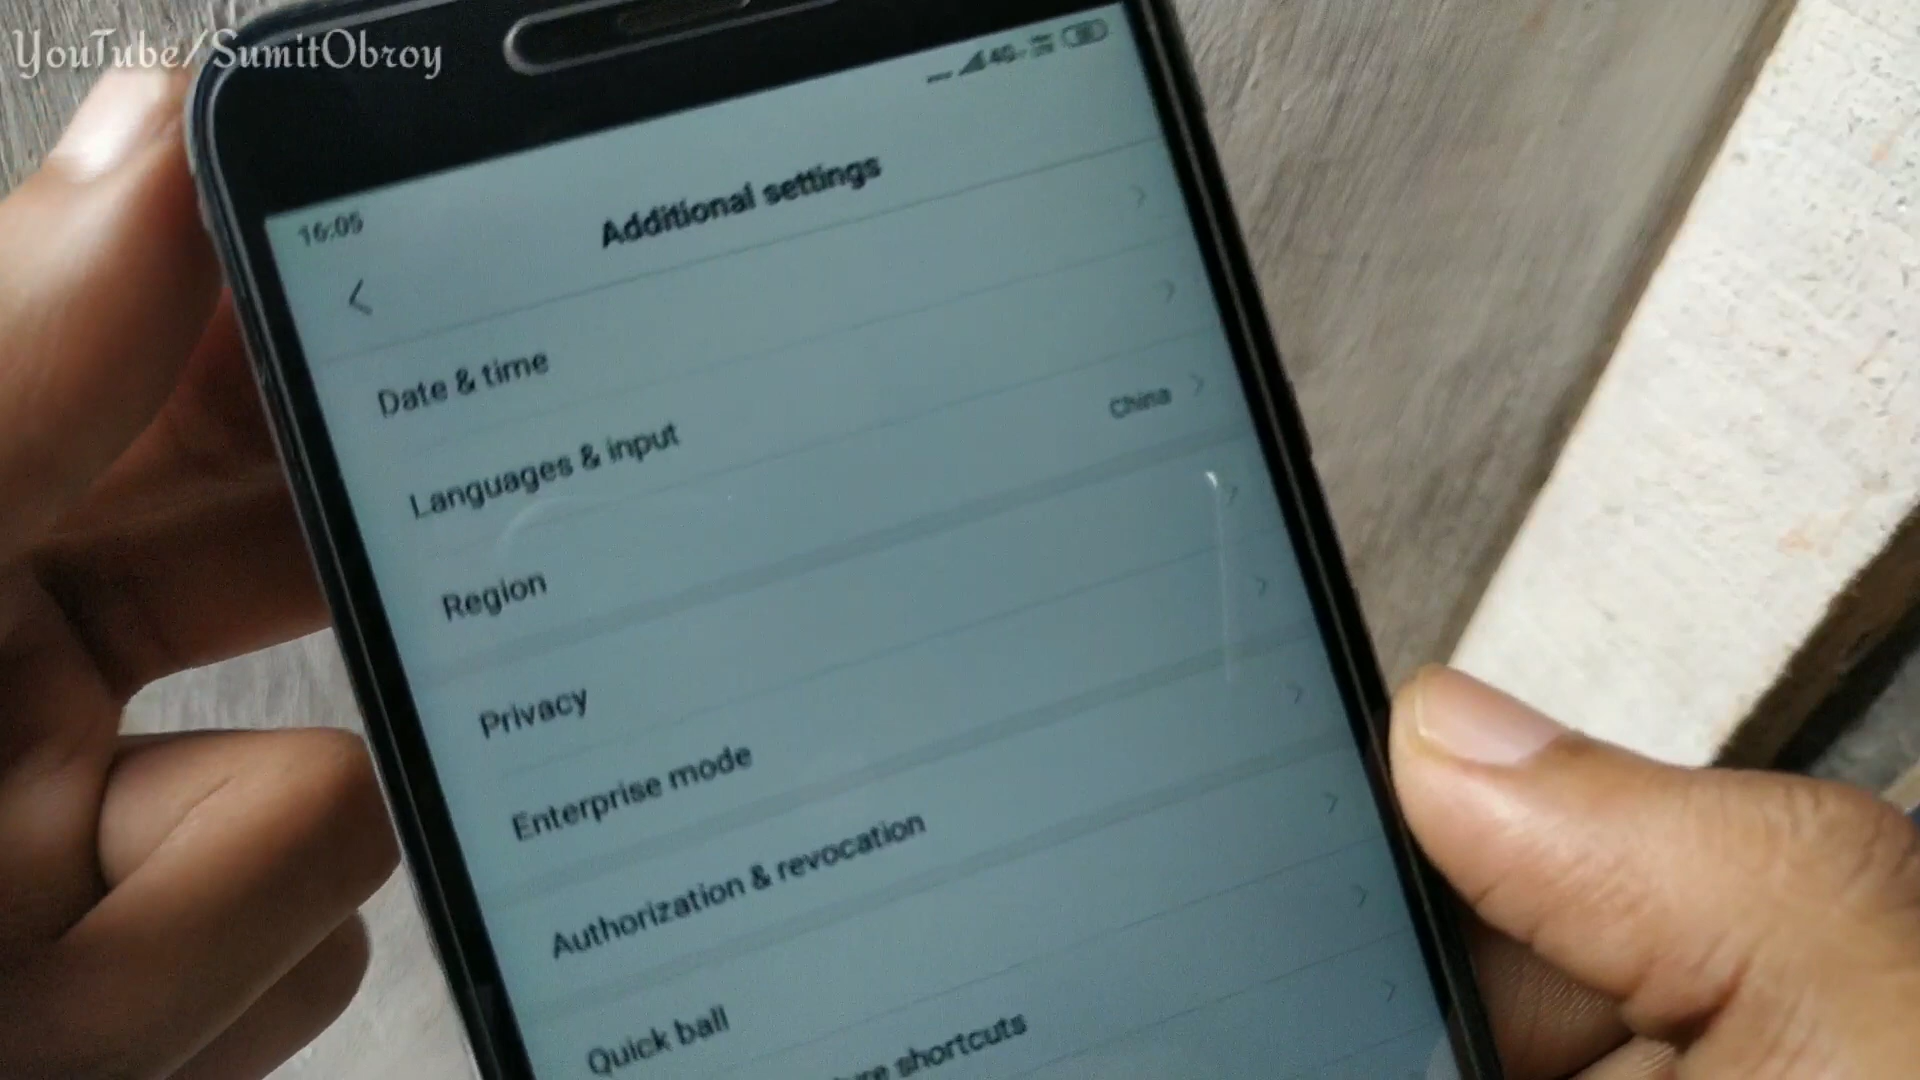 YouTube/SumitObroy
4G
16:05
Additional settings
Date & time
Languages & input
Region
China
Privacy
Enterprise mode
Authorization & revocation
Quick ball
shortcuts